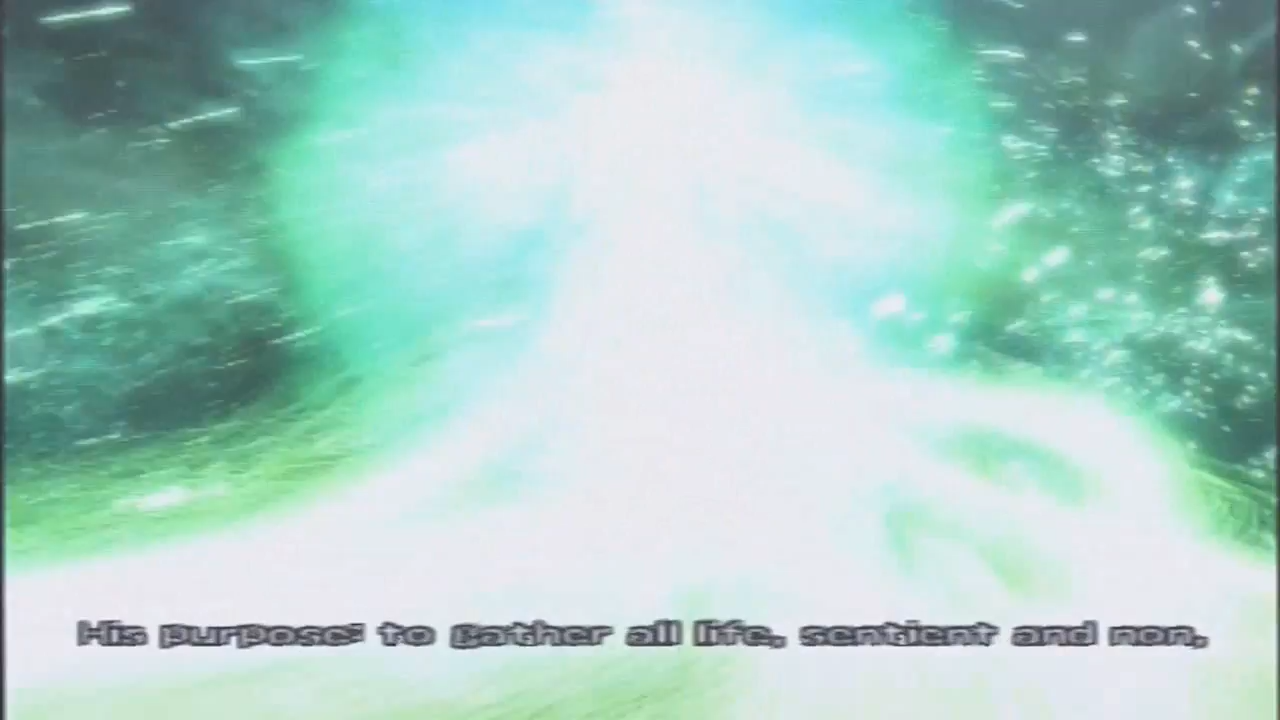 His purpose: to gather all life, sentient and non,